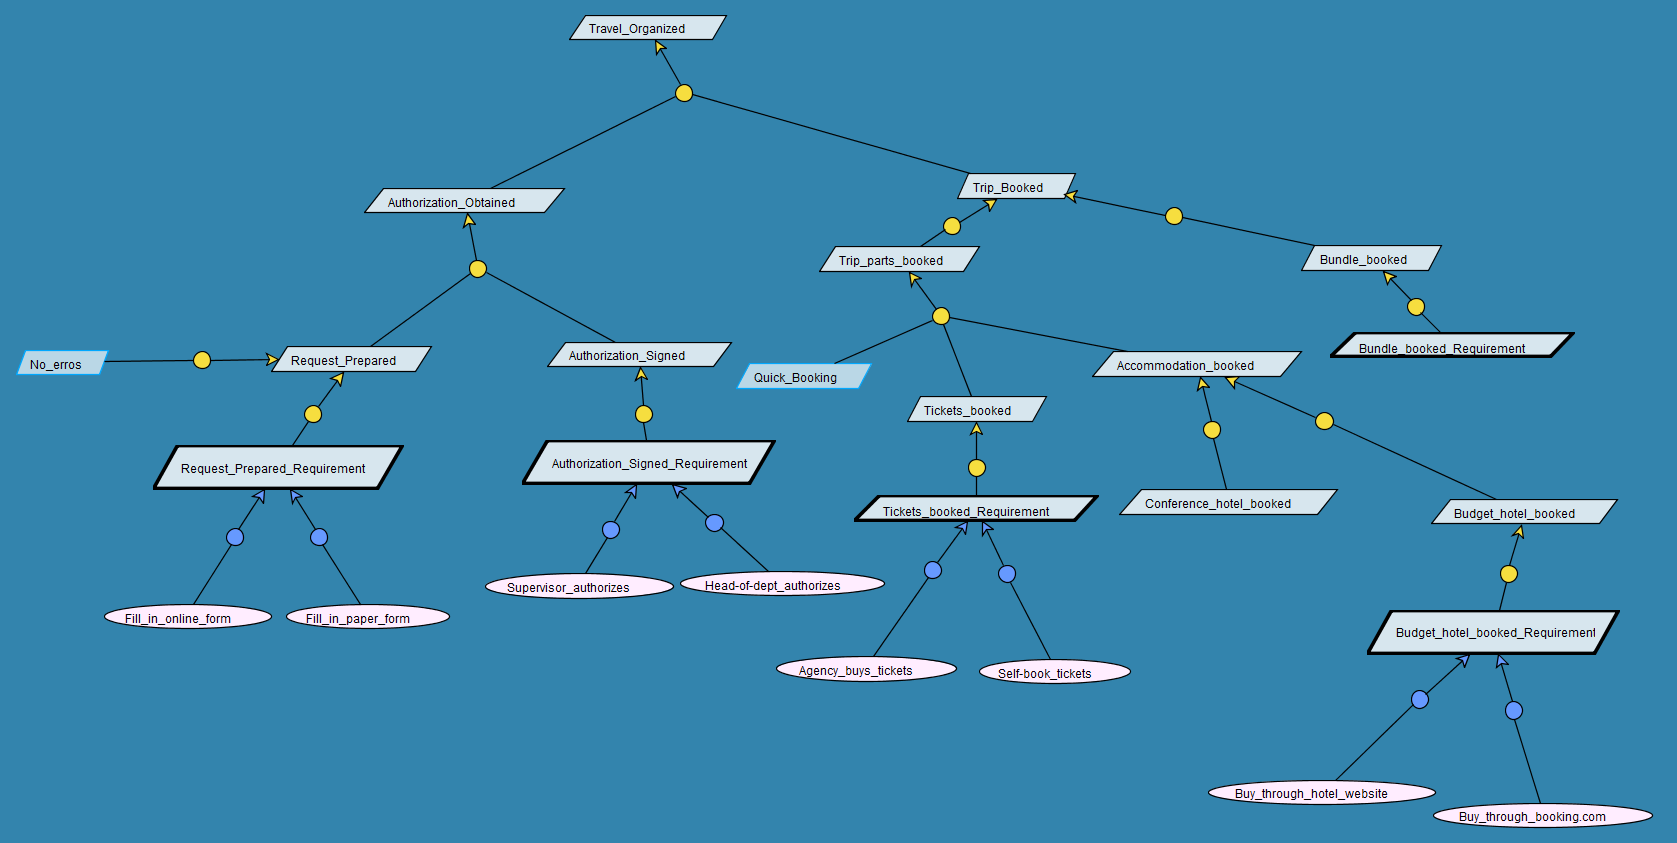 Travel_Organized
Authorization_Obtained
Trip_Booked
Trip_parts_booked
Bundle_booked
No_erros
Request_Prepared
Authorization_Signed
Quick_Booking
Accommodation_booked
Bundle_booked_Requirement
Tickets_booked
Request_Prepared_Requirement
Authorization_Signed_Requirement
Tickets_booked_Requirement
Conference_hotel_booked
Budget_hotel_booked
Fill_in_online_form
Fill_in_paper_form
Supervisor_authorizes
Head-of-dept_authorizes
Agency_buys_tickets
Self-book_tickets
Budget_hotel_booked_Requirement
Buy_through_hotel_website
Buy_through_booking.com